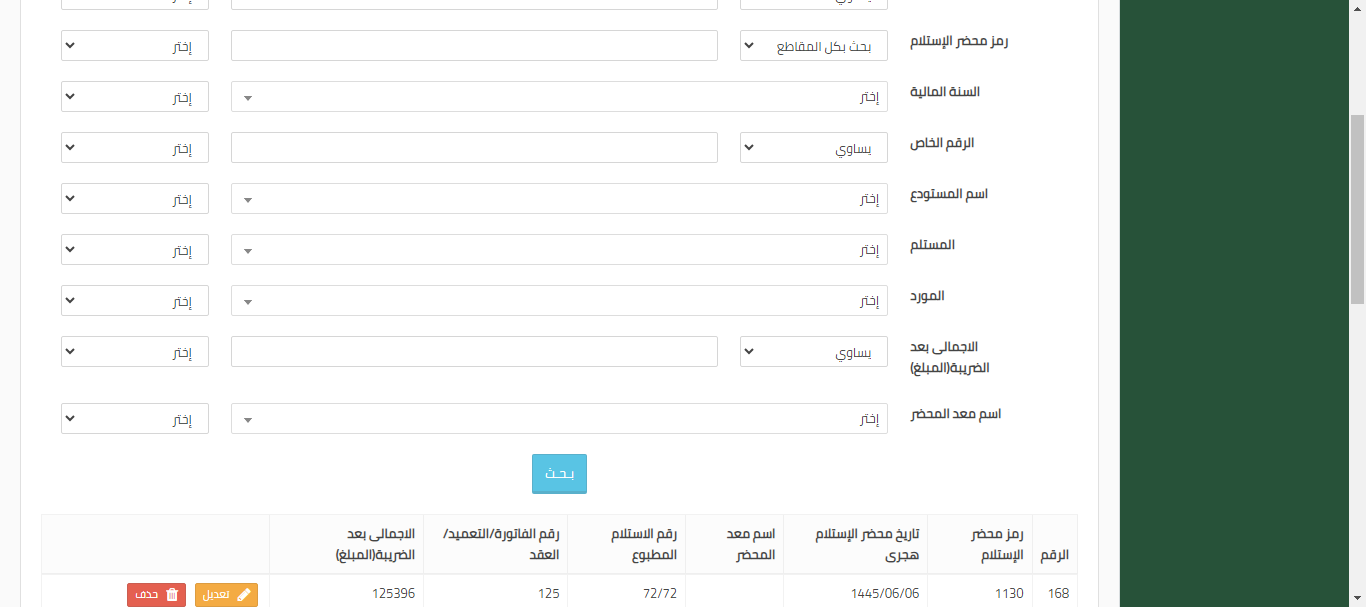 رمز محضر الإستلام بحث بكل المقاطع إختر
السنة المالية إختر إختر
الرقم الخاص يساوي إختر
اسم المستودع إختر إختر
المستلم إختر إختر
المورد إختر إختر
الاجمالى بعد الضريبة(المبلغ) يساوي إختر
اسم معد المحضر إختر إختر
بـحـث
الرقم رمز محضر الإستلام تاريخ محضر الإستلام هجرى اسم معد المحضر رقم الاستلام المطبوع رقم الفاتورة/التعميد/العقد الاجمالى بعد الضريبة(المبلغ)
168 1130 1445/06/06 72/72 125 125396 تعديل حذف